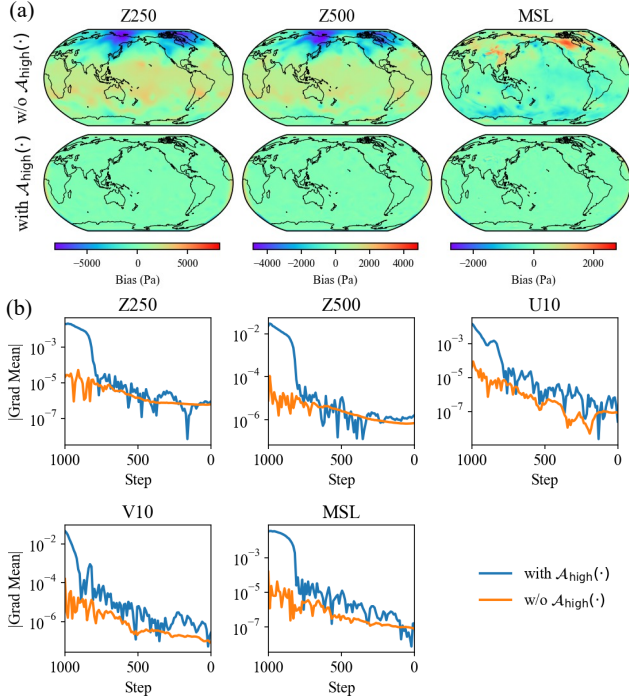 (a)
Z250 Z500 MSL
w/o 𝒜high(·)
with 𝒜high(·)
−5000 0 5000
−4000 −2000 0 2000 4000
−2000 0 2000
Bias (Pa) Bias (Pa) Bias (Pa)
(b)
Z250 Z500 U10
|Grad Mean|
10⁻³
10⁻⁵
10⁻⁷
1000 500 0
Step
10⁻²
10⁻⁴
10⁻⁶
1000 500 0
Step
10⁻³
10⁻⁵
10⁻⁷
1000 500 0
Step
V10 MSL
|Grad Mean|
10⁻²
10⁻⁴
10⁻⁶
1000 500 0
Step
10⁻³
10⁻⁵
10⁻⁷
1000 500 0
Step
with 𝒜high(·)
w/o 𝒜high(·)